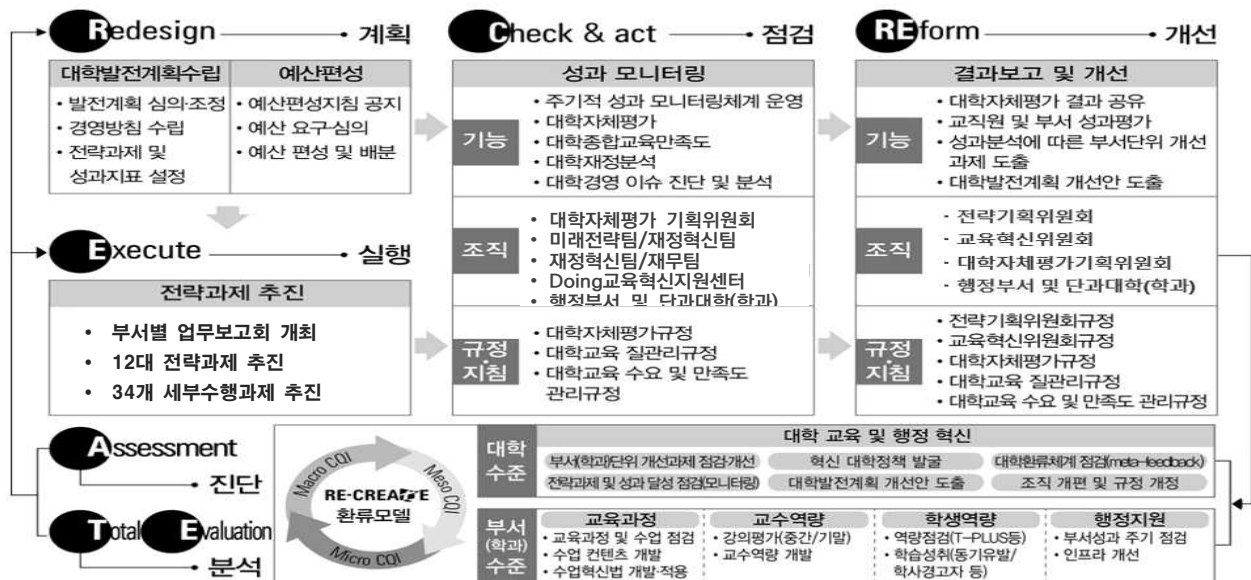 Redesign 계획
대학발전계획수립
• 발전계획 심의·조정
• 경영방침 수립
• 전략과제 및
성과지표 설정
예산편성
• 예산편성지침 공지
• 예산 요구·심의
• 예산 편성 및 배분
Execute 실행
전략과제 추진
• 부서별 업무보고회 개최
• 12대 전략과제 추진
• 34개 세부수행과제 추진
Check & act 점검
성과 모니터링
기능
• 주기적 성과 모니터링체계 운영
• 대학자체평가
• 대학종합교육만족도
• 대학재정분석
• 대학경영 이슈 진단 및 분석
조직
• 대학자체평가 기획위원회
• 미래전략팀/재정혁신팀
• 재정혁신팀/재무팀
• Doing교육혁신지원센터
• 행정부서 및 단과대학(학과)
규정·
지침
• 대학자체평가규정
• 대학교육 질관리규정
• 대학교육 수요 및 만족도
관리규정
REform 개선
결과보고 및 개선
기능
• 대학자체평가 결과 공유
• 교직원 및 부서 성과평가
• 성과분석에 따른 부서단위 개선
과제 도출
• 대학발전계획 개선안 도출
조직
- 전략기획위원회
- 교육혁신위원회
- 대학자체평가기획위원회
- 행정부서 및 단과대학(학과)
규정·
지침
• 전략기획위원회규정
• 교육혁신위원회규정
• 대학자체평가규정
• 대학교육 질관리규정
• 대학교육 수요 및 만족도 관리규정
Assessment
진단
Total Evaluation
분석
Macro CQI
Meso CQI
Micro CQI
RE·CREATE
환류모델
대학
수준
대학 교육 및 행정 혁신
부서(학과)단위 개선과제 점검·개선
혁신 대학정책 발굴
대학환류체계 점검(meta-feedback)
전략과제 및 성과 달성 점검(모니터링)
대학발전계획 개선안 도출
조직 개편 및 규정 개정
부서
(학과)
수준
교육과정
• 교육과정 및 수업 점검
• 수업 컨텐츠 개발
• 수업혁신법 개발·적용
교수역량
• 강의평가(중간/기말)
• 교수역량 개발
학생역량
• 역량점검(T-PLUS등)
• 학습성취(동기유발/
학사경고자 등)
행정지원
• 부서성과 주기 점검
• 인프라 개선